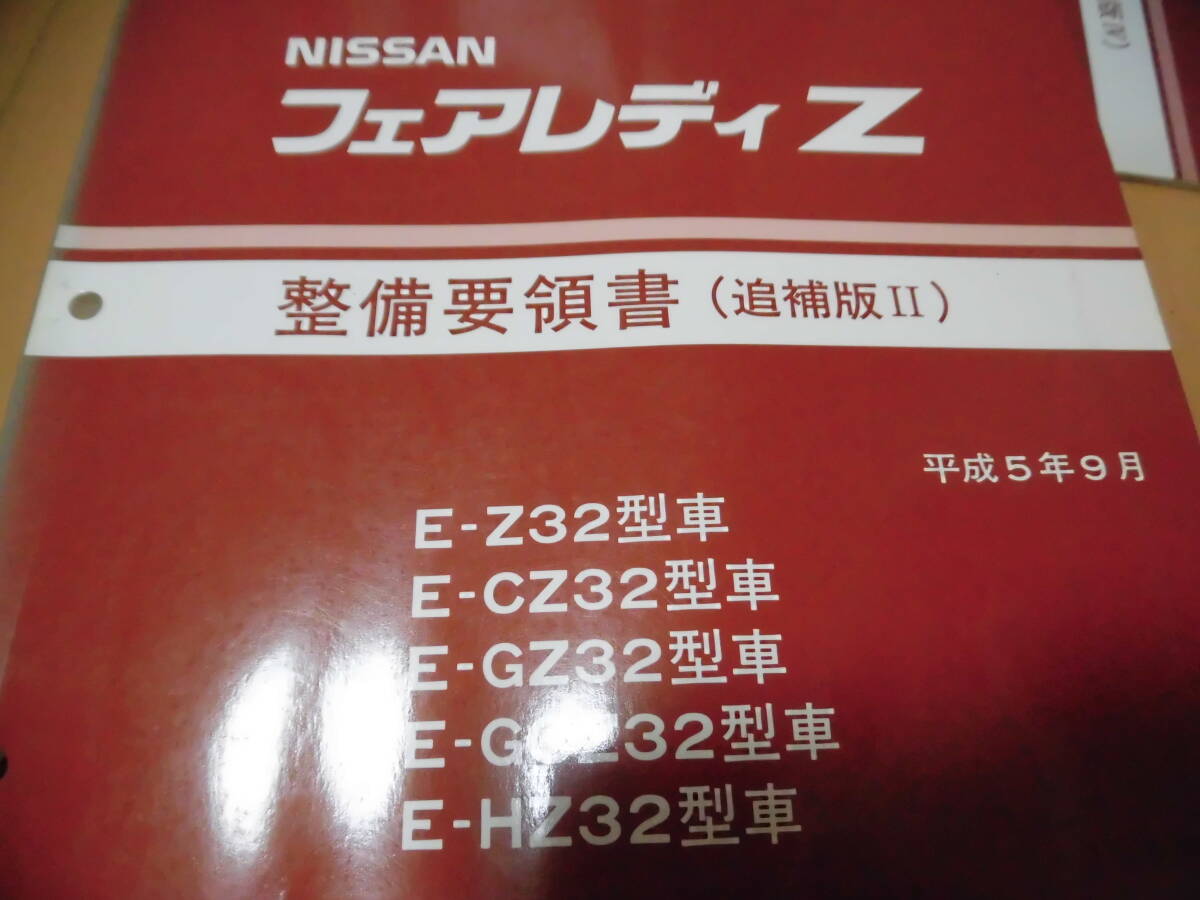 NISSAN
フェアレディZ
整備要領書（追補版II）
平成5年9月
E-Z32型車
E-CZ32型車
E-GZ32型車
E-HZ32型車